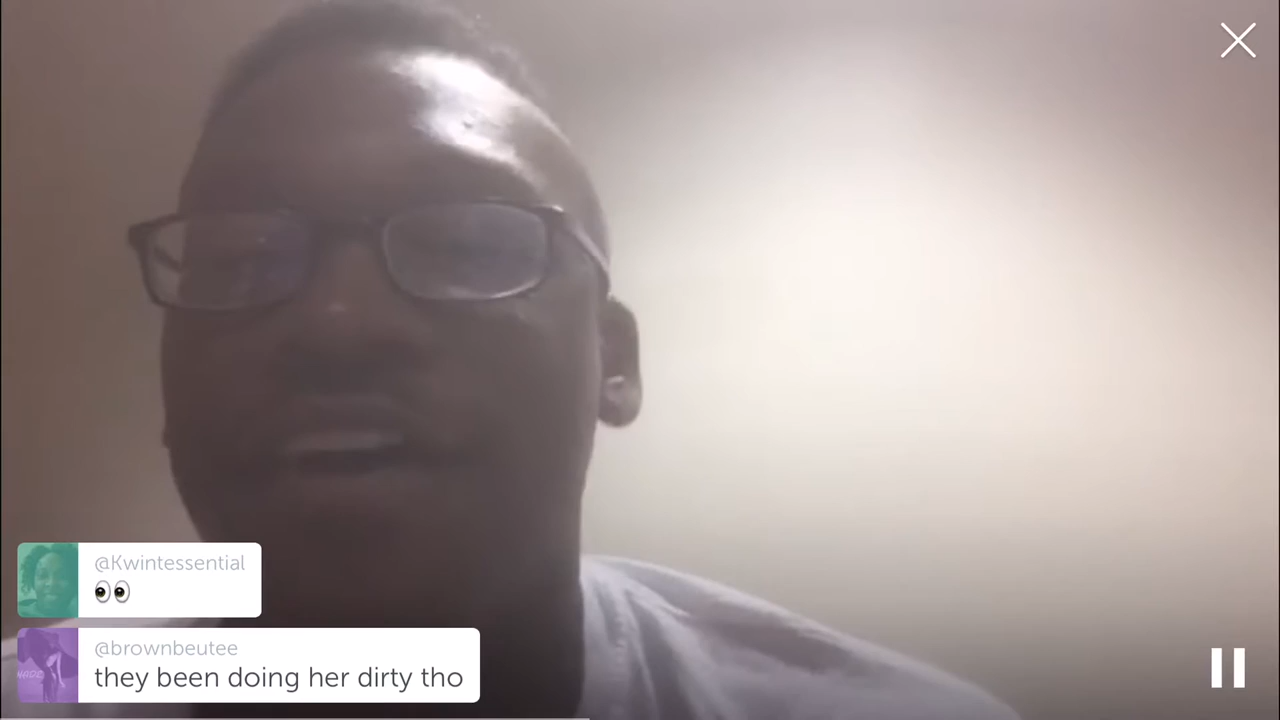 @Kwintessential
👀
@brownbeutee
they been doing her dirty tho